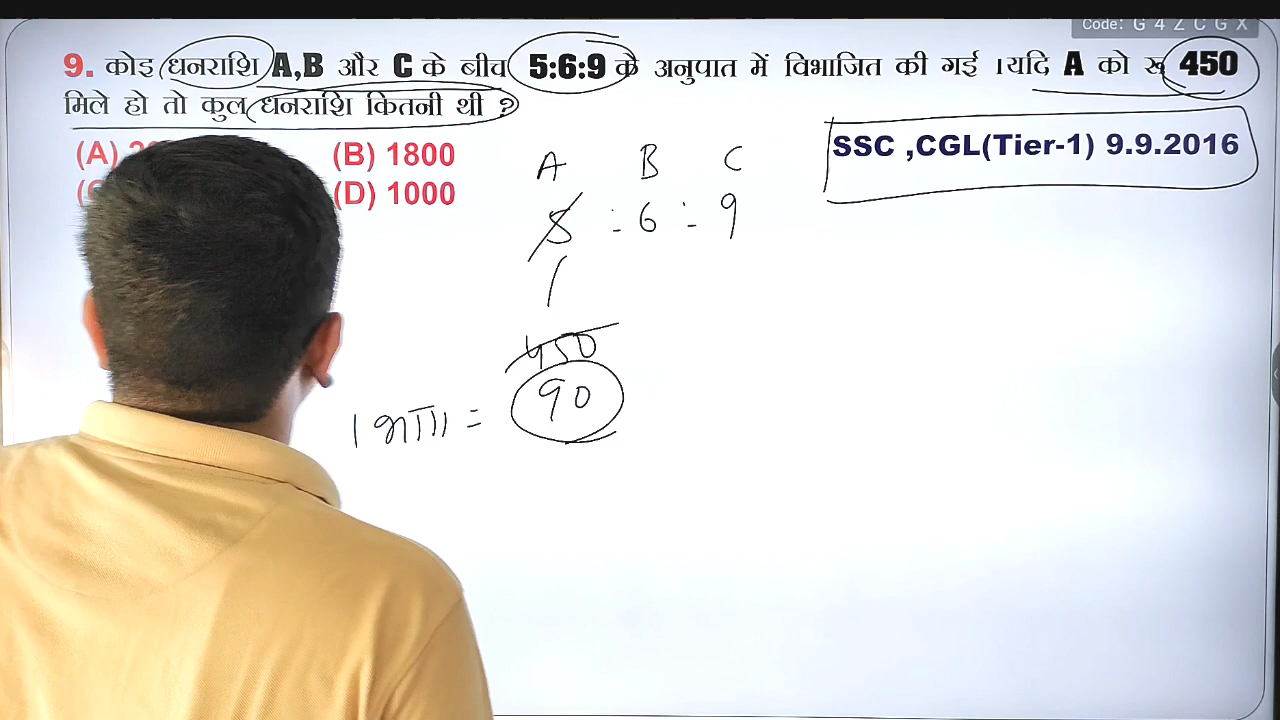 Code: G 4 Z C G X
9. कोइ धनराशि A,B और C के बीच 5:6:9 के अनुपात में विभाजित की गई ।यदि A को रू 450
मिले हो तो कुल धनराशि कितनी थी ?
(A) (B) 1800
(D) 1000
SSC ,CGL(Tier-1) 9.9.2016
A B C
5 : 6 : 9
1
450
1 भाग = 90